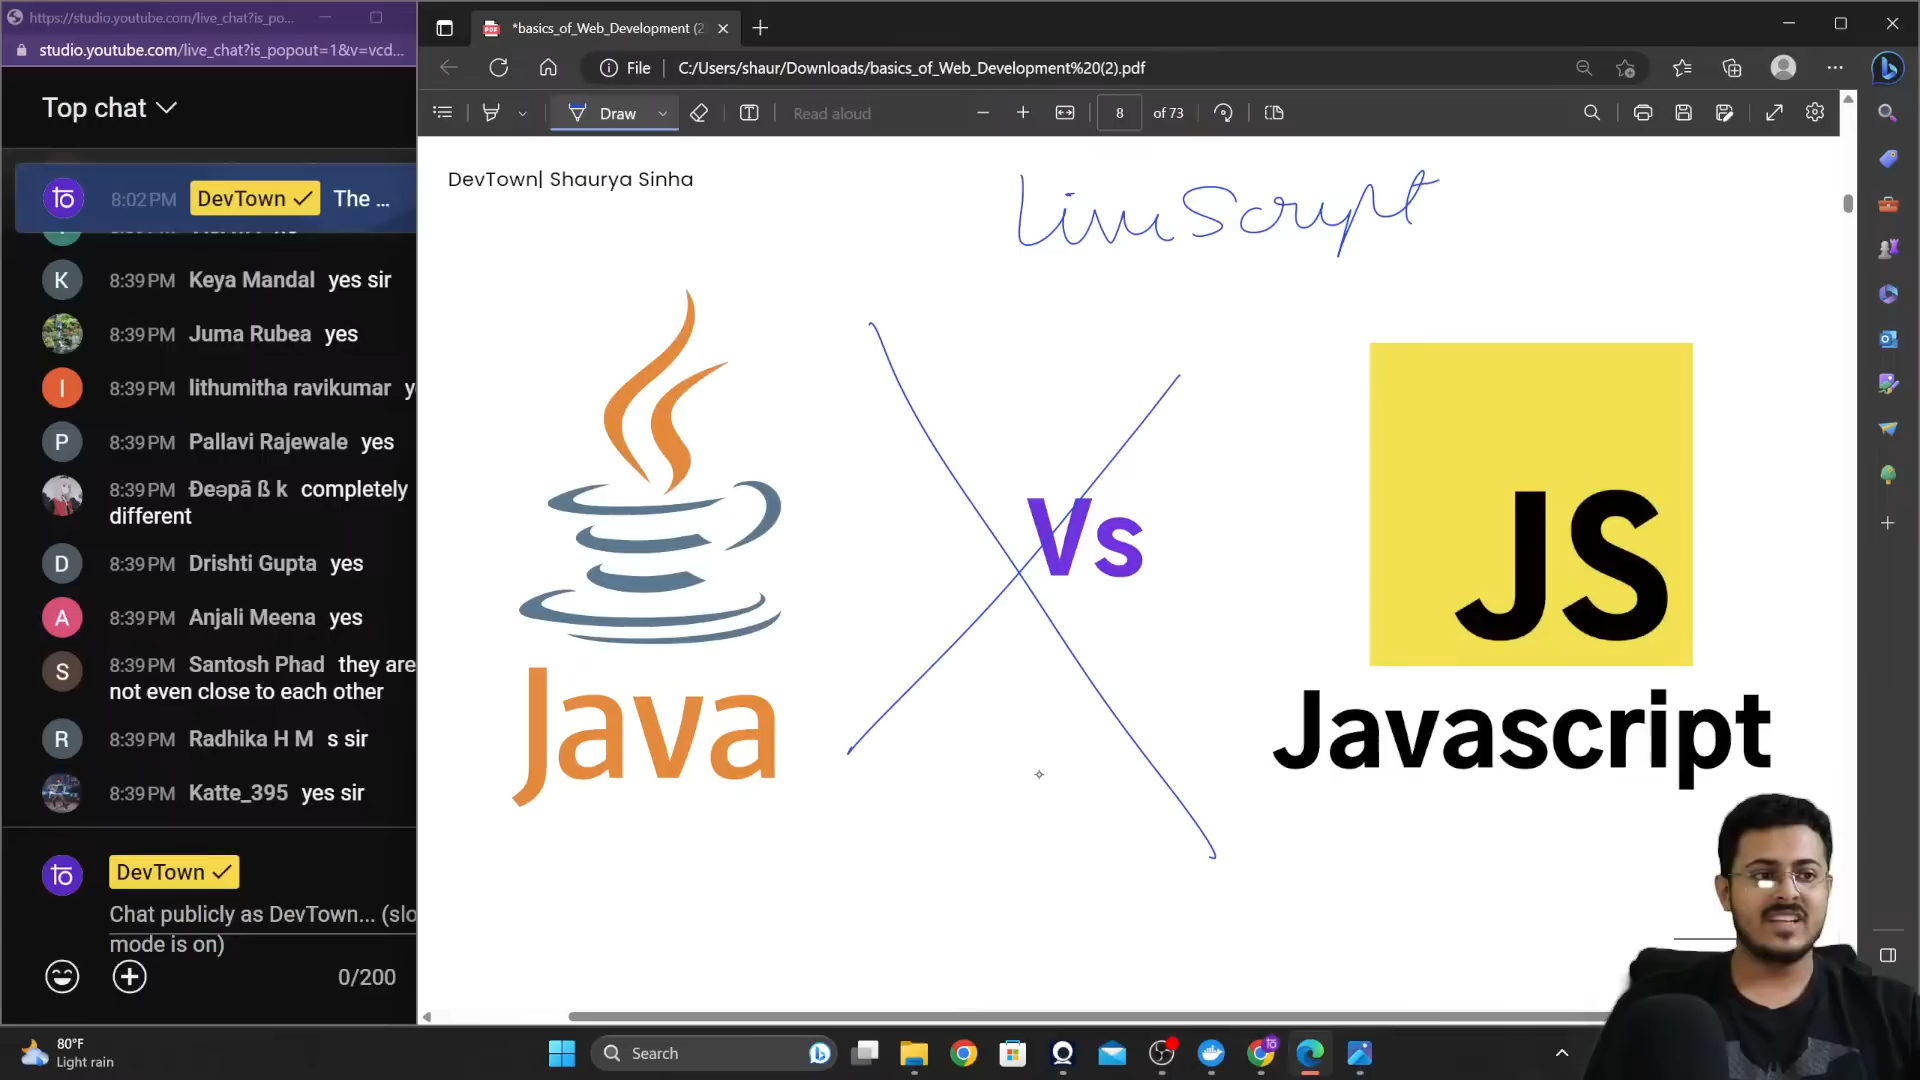 https://studio.youtube.com/live_chat?is_po...
studio.youtube.com/live_chat?is_popout=1&v=vcd...
Top chat
8:02 PM DevTown The ...
K 8:39 PM Keya Mandal yes sir
8:39 PM Juma Rubea yes
l 8:39 PM lithumitha ravikumar y
P 8:39 PM Pallavi Rajewale yes
8:39 PM Ðeǝpā ß k completely
different
D 8:39 PM Drishti Gupta yes
A 8:39 PM Anjali Meena yes
S 8:39 PM Santosh Phad they are
not even close to each other
R 8:39 PM Radhika H M s sir
8:39 PM Katte_395 yes sir
DevTown
Chat publicly as DevTown... (slo
mode is on)
0/200
*basics_of_Web_Development (2
File C:/Users/shaur/Downloads/basics_of_Web_Development%20(2).pdf
Draw Read aloud 8 of 73
DevTown| Shaurya Sinha
LiveScript
Vs
JS
Java
Javascript
80°F
Light rain
Search